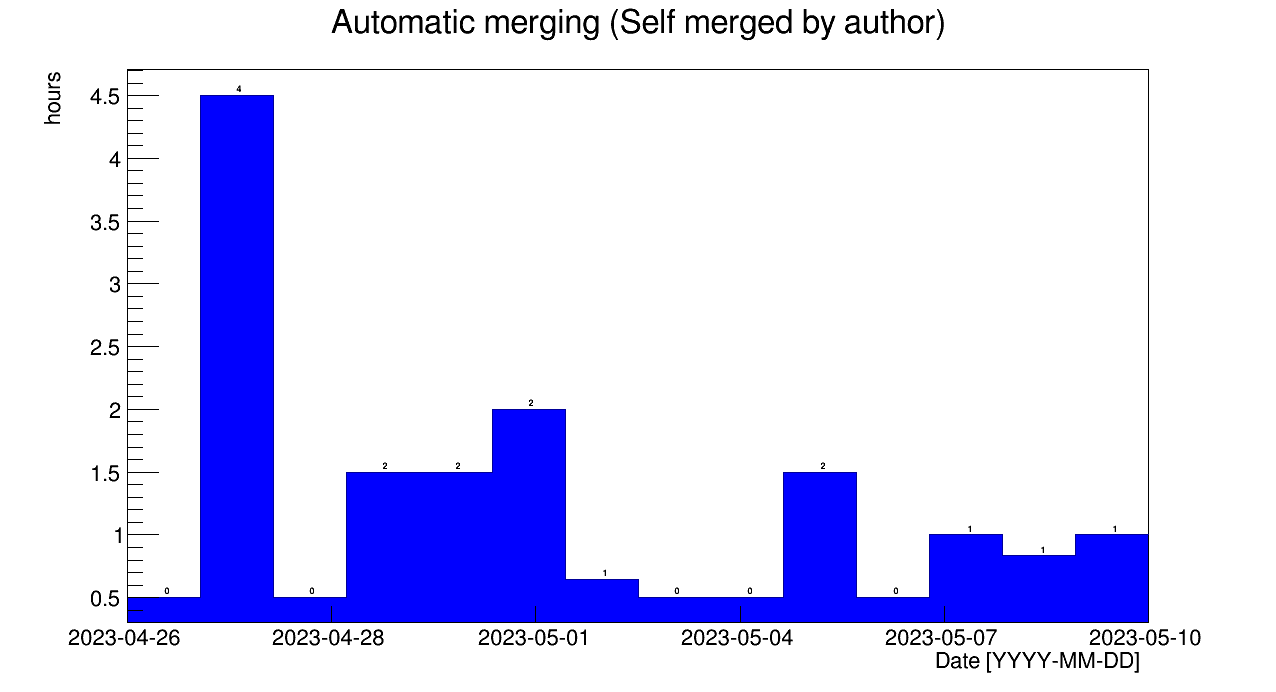 Automatic merging (Self merged by author)
hours
4.5
4
3.5
3
2.5
2
1.5
1
0.5
0 4 0 2 2 2 1 0 0 2 0 1 1 1
2023-04-26 2023-04-28 2023-05-01 2023-05-04 2023-05-07 2023-05-10
Date [YYYY-MM-DD]